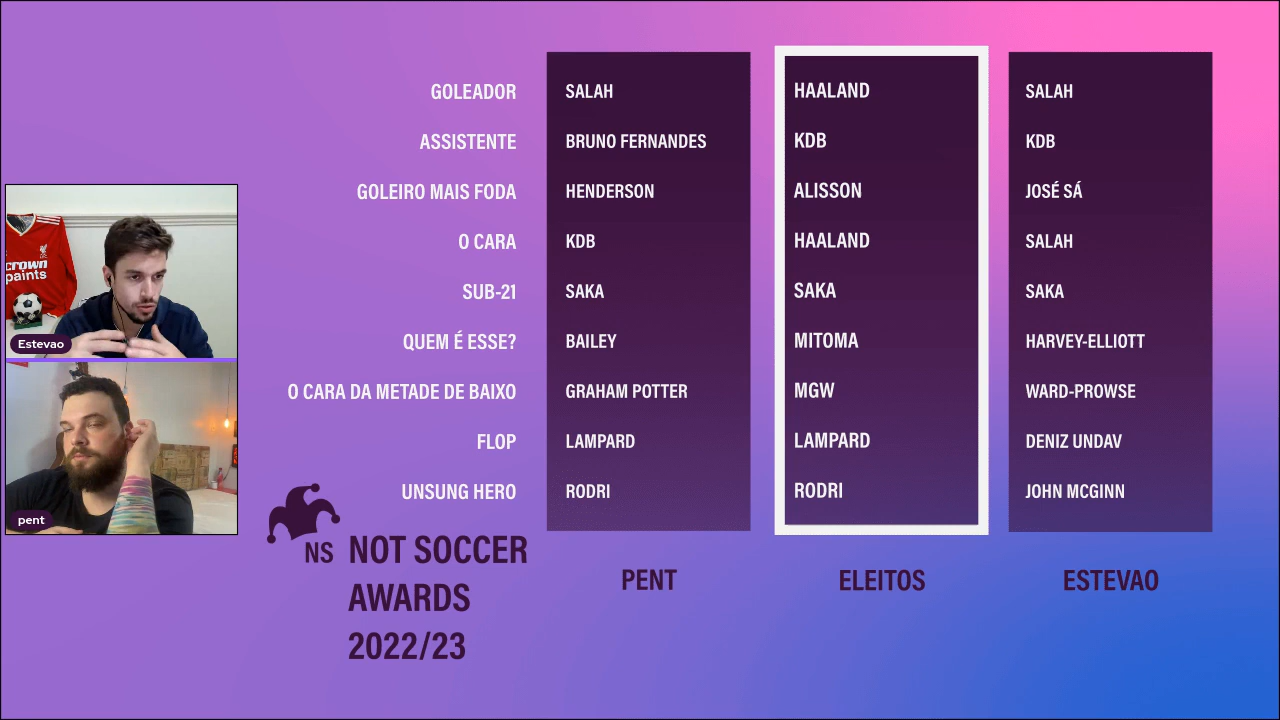 GOLEADOR SALAH HAALAND SALAH
ASSISTENTE BRUNO FERNANDES KDB KDB
GOLEIRO MAIS FODA HENDERSON ALISSON JOSÉ SÁ
O CARA KDB HAALAND SALAH
SUB-21 SAKA SAKA SAKA
QUEM É ESSE? BAILEY MITOMA HARVEY-ELLIOTT
O CARA DA METADE DE BAIXO GRAHAM POTTER MGW WARD-PROWSE
FLOP LAMPARD LAMPARD DENIZ UNDAV
UNSUNG HERO RODRI RODRI JOHN MCGINN
PENT ELEITOS ESTEVAO
NS NOT SOCCER
AWARDS
2022/23
crown
paints
Estevao
pent